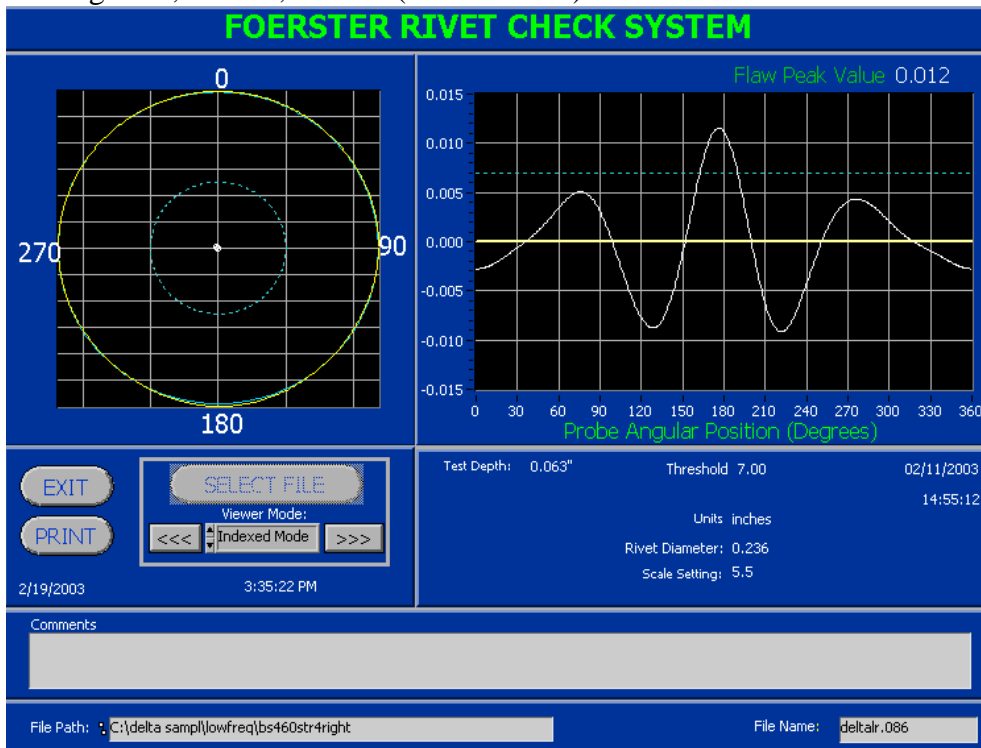 FOERSTER RIVET CHECK SYSTEM
0
270
90
180
Flaw Peak Value 0.012
0.015
0.010
0.005
0.000
-0.005
-0.010
-0.015
0 30 60 90 120 150 180 210 240 270 300 330 360
Probe Angular Position (Degrees)
EXIT
PRINT
SELECT FILE
Viewer Mode:
<<< Indexed Mode >>>
2/19/2003 3:35:22 PM
Test Depth: 0.063"
Threshold 7.00
02/11/2003
14:55:12
Units inches
Rivet Diameter: 0.236
Scale Setting: 5.5
Comments
File Path: C:\delta sampl\lowfreq\bs460str4right
File Name: deltalr.086